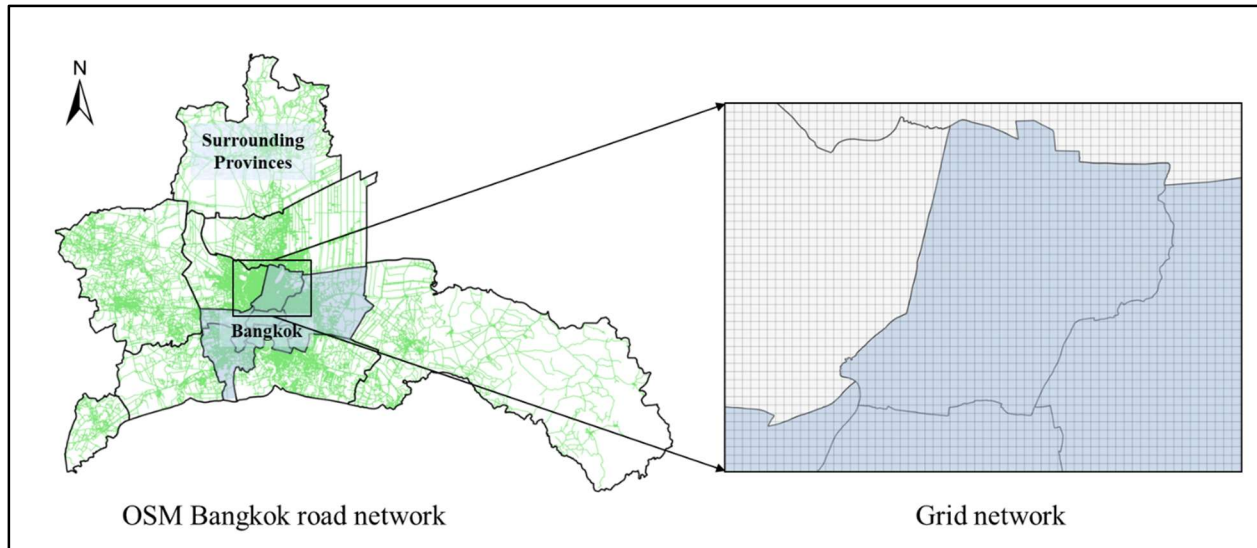 N
Surrounding
Provinces
Bangkok
OSM Bangkok road network
Grid network